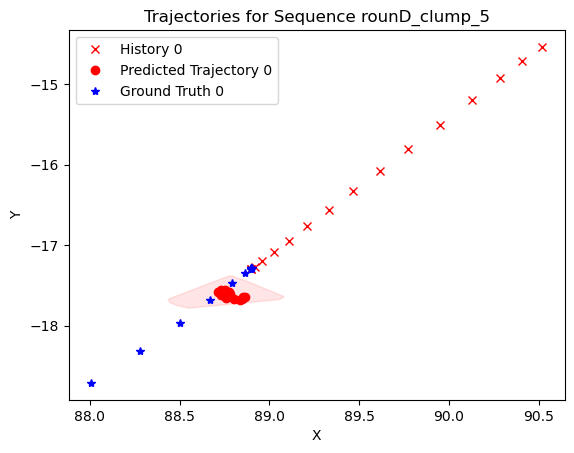 Trajectories for Sequence rounD_clump_5
History 0
Predicted Trajectory 0
Ground Truth 0
−15
−16
−17
−18
Y
88.0 88.5 89.0 89.5 90.0 90.5
X